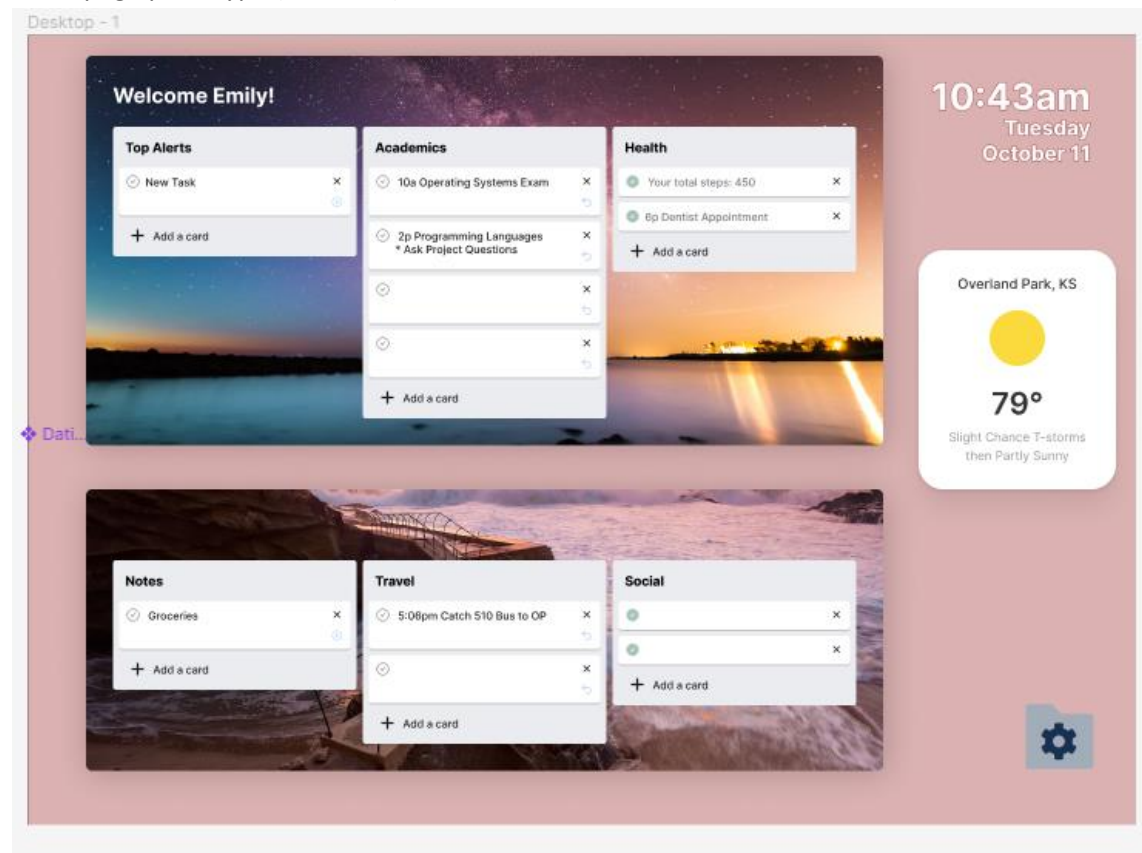 Desktop - 1
Welcome Emily!
10:43am
Tuesday
October 11
Top Alerts
New Task
+ Add a card
Academics
10a Operating Systems Exam
2p Programming Languages
* Ask Project Questions
+ Add a card
Health
Your total steps: 450
6p Dentist Appointment
+ Add a card
Overland Park, KS
79°
Slight Chance T-storms
then Partly Sunny
Dati...
Notes
Groceries
+ Add a card
Travel
5:06pm Catch 510 Bus to OP
+ Add a card
Social
+ Add a card